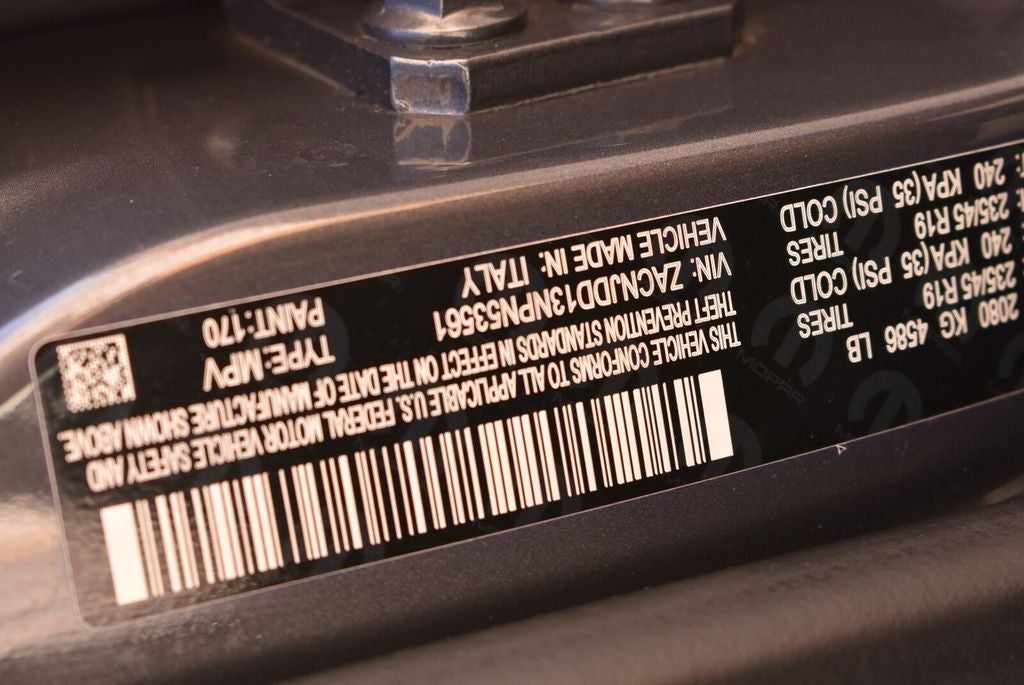 2080 KG 4586 LB
235/45 R19 TIRES
240 KPA(35 PSI) COLD
235/45 R19 TIRES
240 KPA(35 PSI) COLD
MOPAR
THIS VEHICLE CONFORMS TO ALL APPLICABLE U.S. FEDERAL MOTOR VEHICLE SAFETY AND
THEFT PREVENTION STANDARDS IN EFFECT ON THE DATE OF MANUFACTURE SHOWN ABOVE.
VIN: ZACNJDD13NPN53561 TYPE:MPV
VEHICLE MADE IN: ITALY PAINT:170